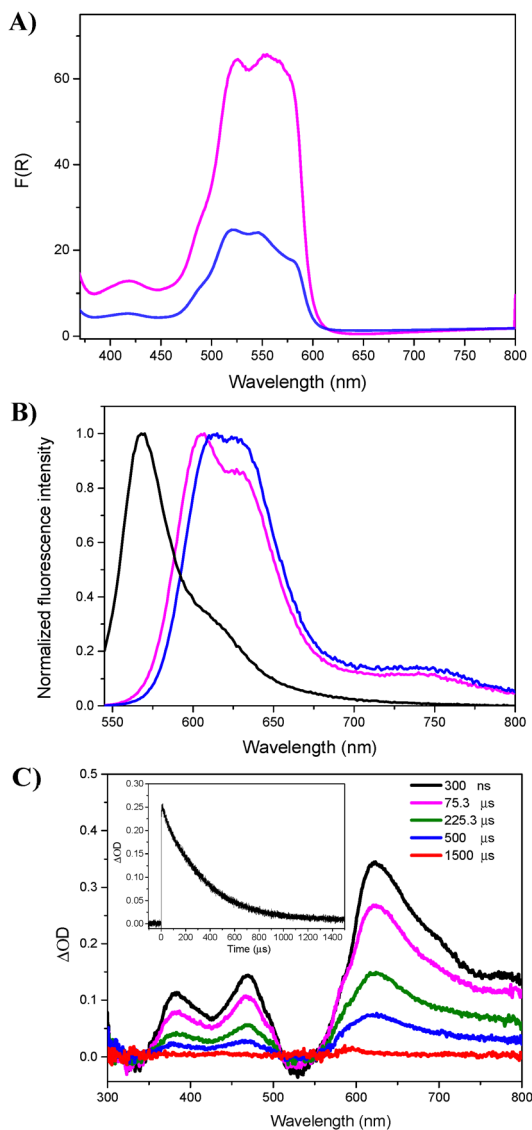 A)
60
40
20
0
F(R)
400 450 500 550 600 650 700 750 800
Wavelength (nm)
B)
1.0
0.8
0.6
0.4
0.2
0.0
Normalized fluorescence intensity
550 600 650 700 750 800
Wavelength (nm)
C)
0.5
0.4
0.3
0.2
0.1
0.0
ΔOD
0.30
0.25
0.20
0.15
0.10
0.05
0.00
ΔOD
0 200 400 600 800 1000 1200 1400
Time (µs)
300 ns
75.3 µs
225.3 µs
500 µs
1500 µs
300 400 500 600 700 800
Wavelength (nm)